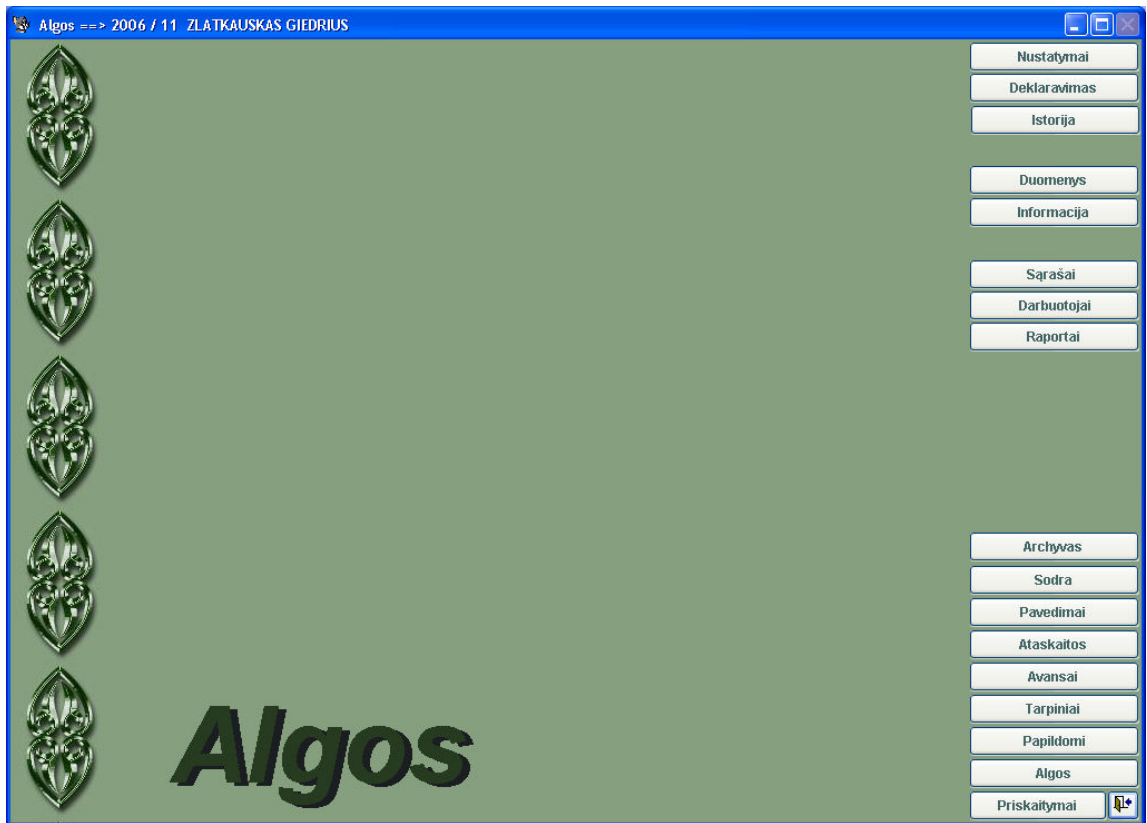 Algos ==> 2006 / 11 ZLATKAUSKAS GIEDRIUS
Nustatymai
Deklaravimas
Istorija
Duomenys
Informacija
Sąrašai
Darbuotojai
Raportai
Archyvas
Sodra
Pavedimai
Ataskaitos
Avansai
Tarpiniai
Papildomi
Algos
Priskaitymai
Algos